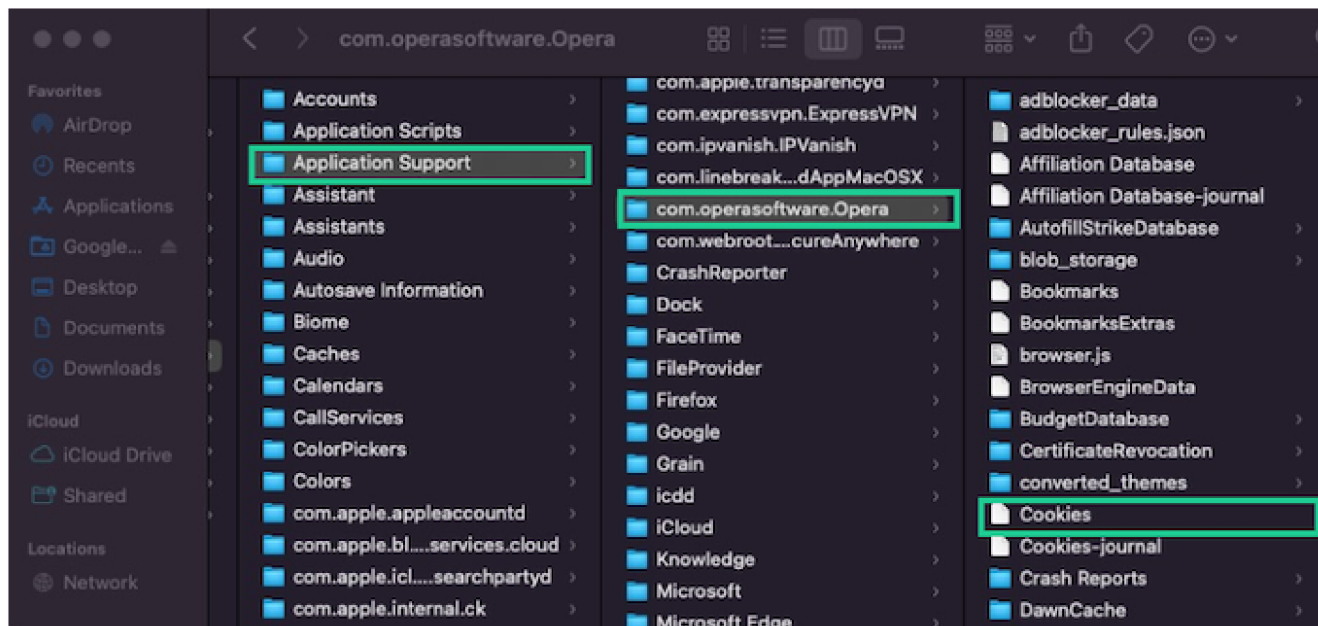 com.operasoftware.Opera
Favorites
AirDrop
Recents
Applications
Google...
Desktop
Documents
Downloads
iCloud
iCloud Drive
Shared
Locations
Network
Accounts
Application Scripts
Application Support
Assistant
Assistants
Audio
Autosave Information
Biome
Caches
Calendars
CallServices
ColorPickers
Colors
com.apple.appleaccountd
com.apple.bl....services.cloud
com.apple.icl....searchpartyd
com.apple.internal.ck
com.apple.transparencyd
com.expressvpn.ExpressVPN
com.ipvanish.IPVanish
com.linebreak...dAppMacOSX
com.operasoftware.Opera
com.webroot....cureAnywhere
CrashReporter
Dock
FaceTime
FileProvider
Firefox
Google
Grain
icdd
iCloud
Knowledge
Microsoft
Microsoft Edge
adblocker_data
adblocker_rules.json
Affiliation Database
Affiliation Database-journal
AutofillStrikeDatabase
blob_storage
Bookmarks
BookmarksExtras
browser.js
BrowserEngineData
BudgetDatabase
CertificateRevocation
converted_themes
Cookies
Cookies-journal
Crash Reports
DawnCache